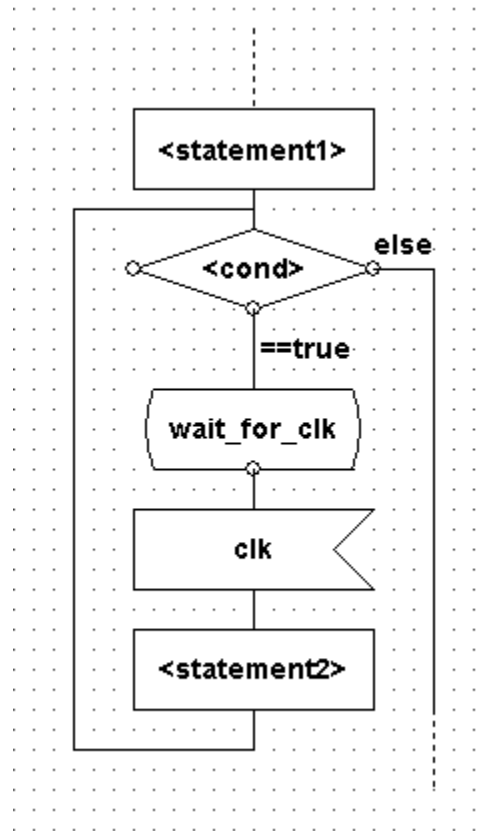 <statement1>
else
<cond>
==true
wait_for_clk
clk
<statement2>